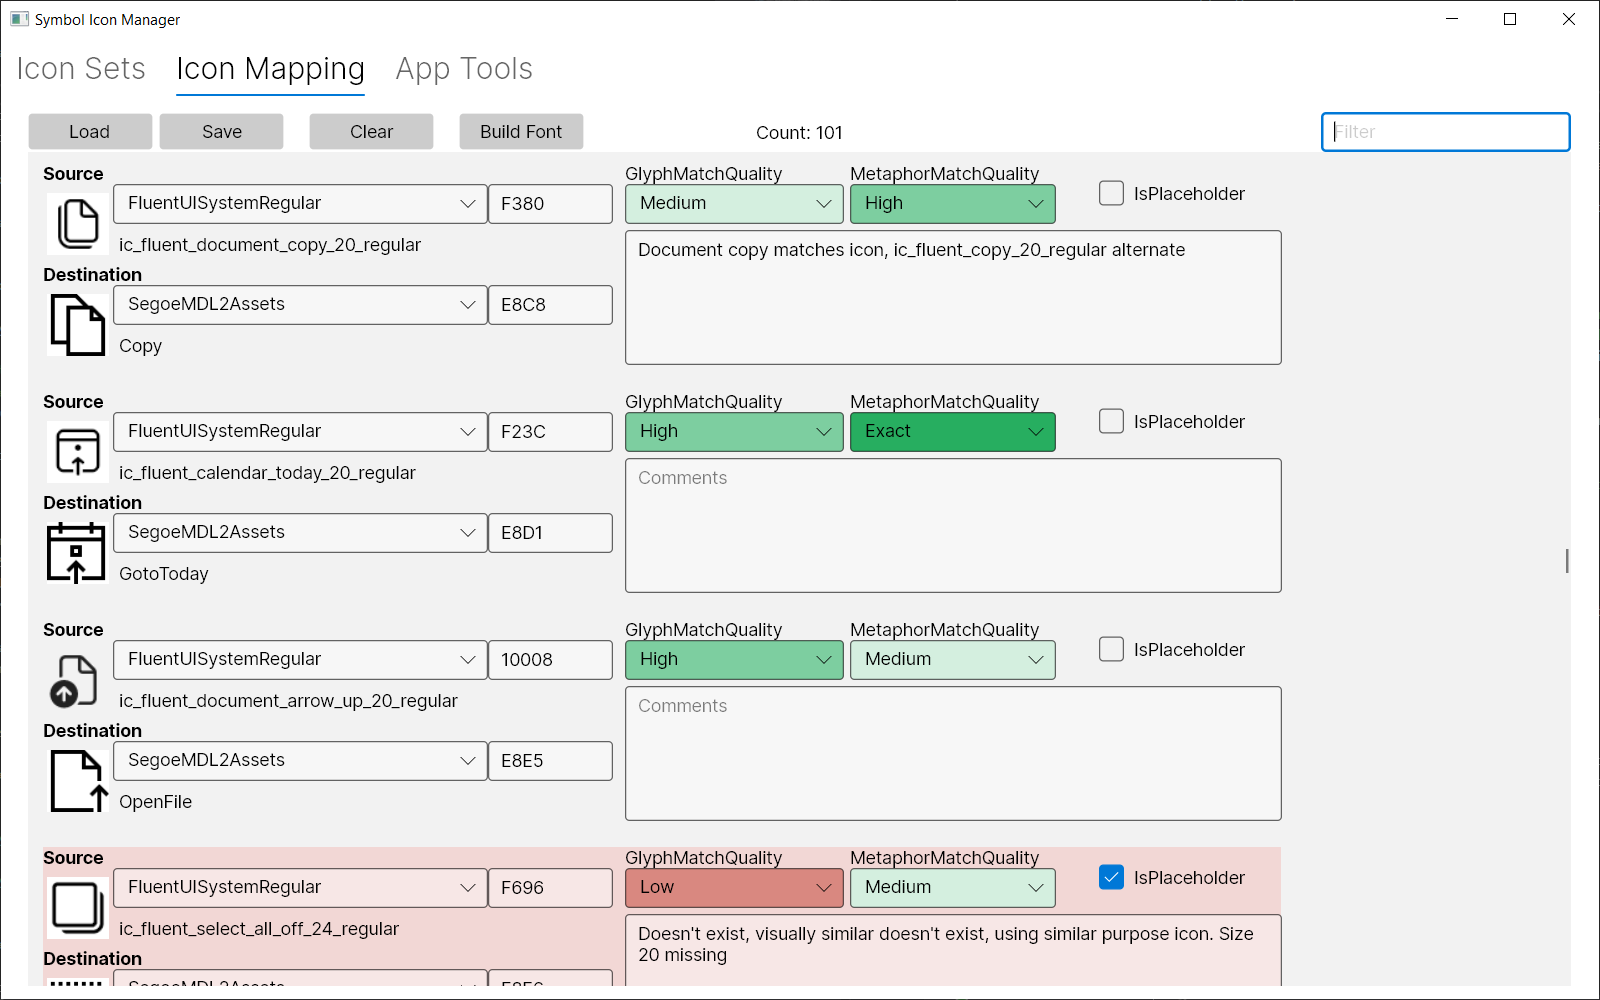 Symbol Icon Manager
Icon Sets Icon Mapping App Tools
Load Save Clear Build Font Count: 101 Filter
Source GlyphMatchQuality MetaphorMatchQuality
FluentUISystemRegular F380 Medium High IsPlaceholder
ic_fluent_document_copy_20_regular Document copy matches icon, ic_fluent_copy_20_regular alternate
Destination
SegoeMDL2Assets E8C8
Copy
Source GlyphMatchQuality MetaphorMatchQuality
FluentUISystemRegular F23C High Exact IsPlaceholder
ic_fluent_calendar_today_20_regular Comments
Destination
SegoeMDL2Assets E8D1
GotoToday
Source GlyphMatchQuality MetaphorMatchQuality
FluentUISystemRegular 10008 High Medium IsPlaceholder
ic_fluent_document_arrow_up_20_regular Comments
Destination
SegoeMDL2Assets E8E5
OpenFile
Source GlyphMatchQuality MetaphorMatchQuality
FluentUISystemRegular F696 Low Medium IsPlaceholder
ic_fluent_select_all_off_24_regular Doesn't exist, visually similar doesn't exist, using similar purpose icon. Size
20 missing
Destination
SegoeMDL2Assets